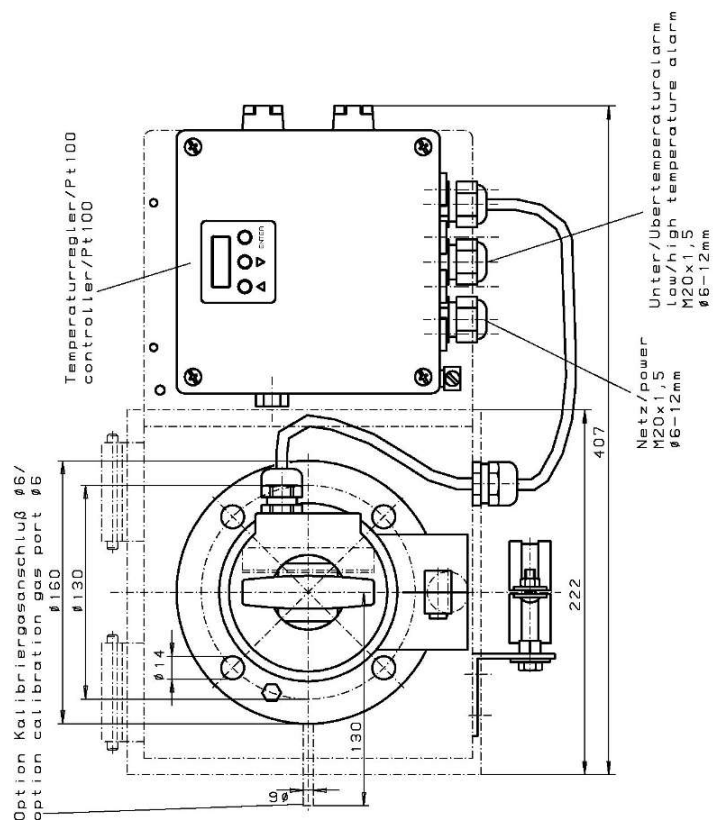 Temperaturregler/Pt100
controller/Pt100
ENTER
Unter/Übertemperaturalarm
low/high temperature alarm
M20x1,5
ø6-12mm
Netz/power
M20x1,5
ø6-12mm
407
222
Option Kalibriergasanschluß ø6/
option calibration gas port ø6
ø160
ø130
ø14
130
ø6